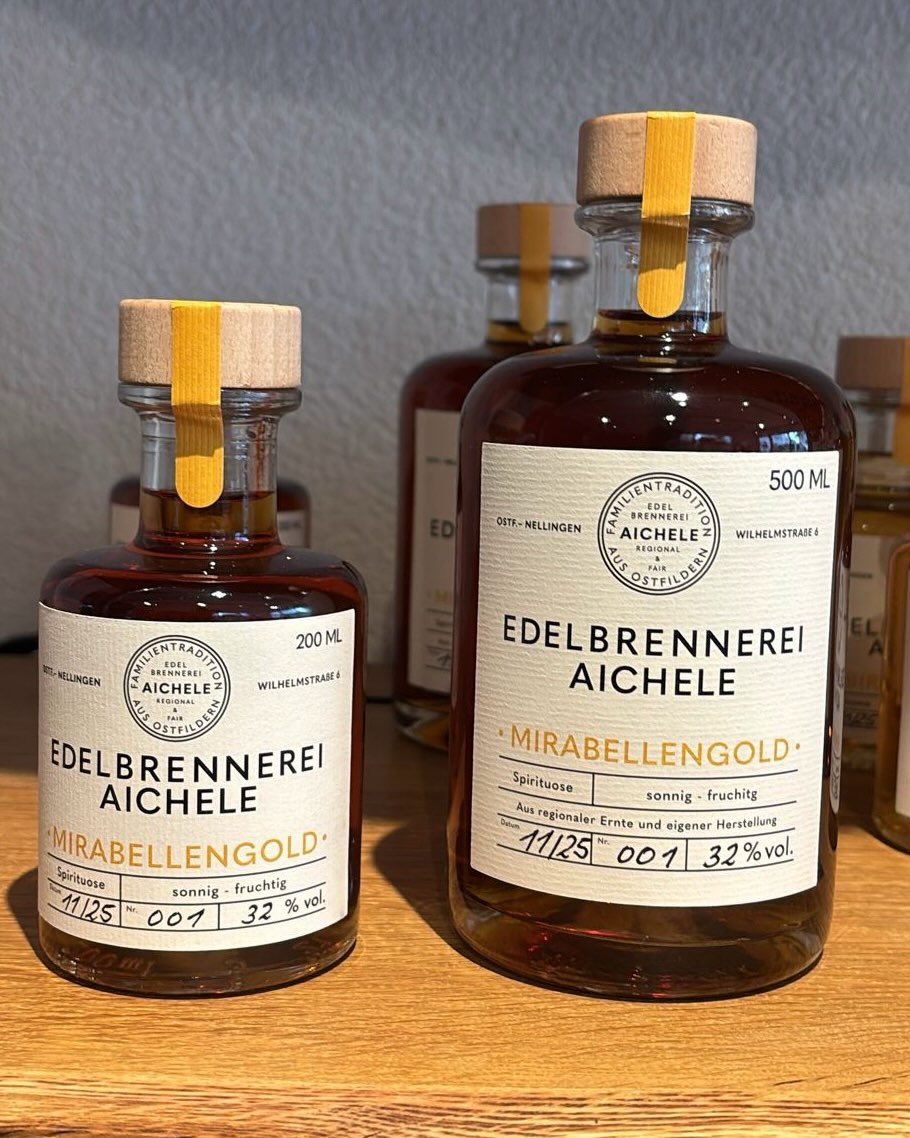 200 ML
FAMILIENTRADITION
EDEL
BRENNEREI
AICHELE
REGIONAL
&
FAIR
AUS OSTFILDERN
OSTF.- NELLINGEN
WILHELMSTRAßE 6
EDELBRENNEREI
AICHELE
·MIRABELLENGOLD·
Spirituose
sonnig - fruchtig
Datum 11/25 Nr. 001 32 % vol.
500 ML
FAMILIENTRADITION
EDEL
BRENNEREI
AICHELE
REGIONAL
&
FAIR
AUS OSTFILDERN
OSTF.- NELLINGEN
WILHELMSTRAßE 6
EDELBRENNEREI
AICHELE
· MIRABELLENGOLD ·
Spirituose
sonnig - fruchitg
Aus regionaler Ernte und eigener Herstellung
Datum 11/25 Nr. 001 32 % vol.